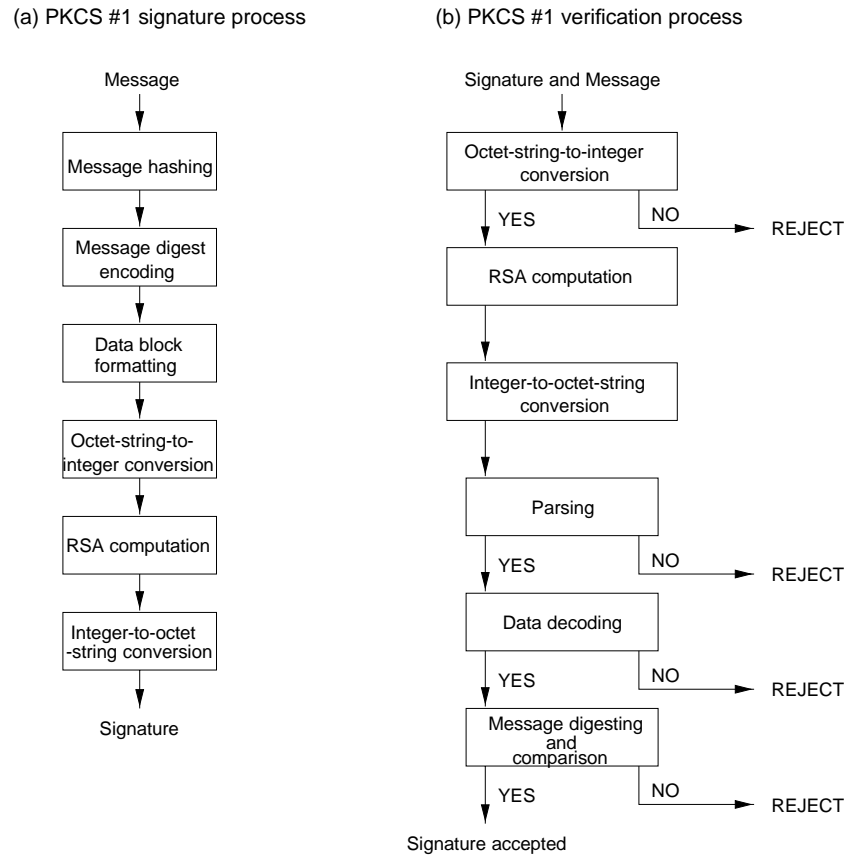 (a) PKCS #1 signature process
Message
Message hashing
Message digest
encoding
Data block
formatting
Octet-string-to-
integer conversion
RSA computation
Integer-to-octet
-string conversion
Signature
(b) PKCS #1 verification process
Signature and Message
Octet-string-to-integer
conversion
YES
NO
REJECT
RSA computation
Integer-to-octet-string
conversion
Parsing
YES
NO
REJECT
Data decoding
YES
NO
REJECT
Message digesting
and
comparison
YES
NO
REJECT
Signature accepted